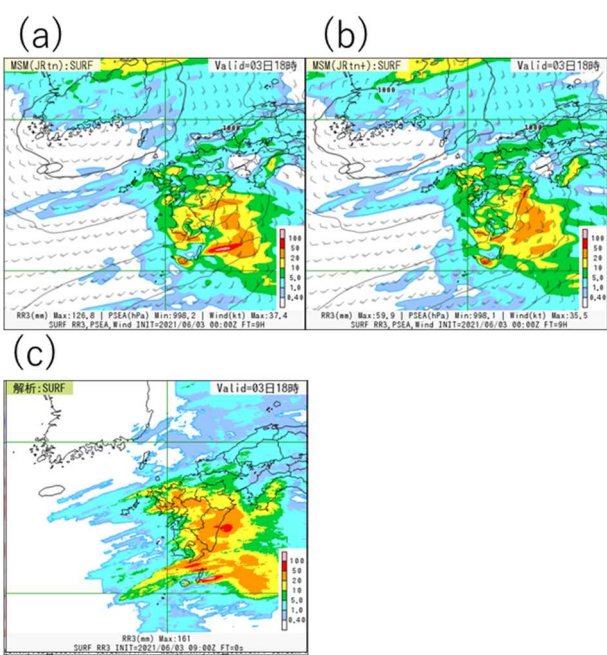 (a)
(b)
MSM(JRtn):SURF Valid=03日18時
MSM(JRtn+):SURF Valid=03日18時
1000
1000
1000
100
50
20
10
5.0
1.0
0.40
100
50
20
10
5.0
1.0
0.40
RR3(mm) Max:126.8 | PSEA(hPa) Min:998.2 | Wind(kt) Max:37.4
SURF RR3,PSEA,Wind INIT=2021/06/03 00:00Z FT=9H
RR3(mm) Max:59.9 | PSEA(hPa) Min:998.1 | Wind(kt) Max:35.5
SURF RR3,PSEA,Wind INIT=2021/06/03 00:00Z FT=9H
(c)
解析:SURF Valid=03日18時
100
50
20
10
5.0
1.0
0.40
RR3(mm) Max:161
SURF RR3 INIT=2021/06/03 09:00Z FT=0s